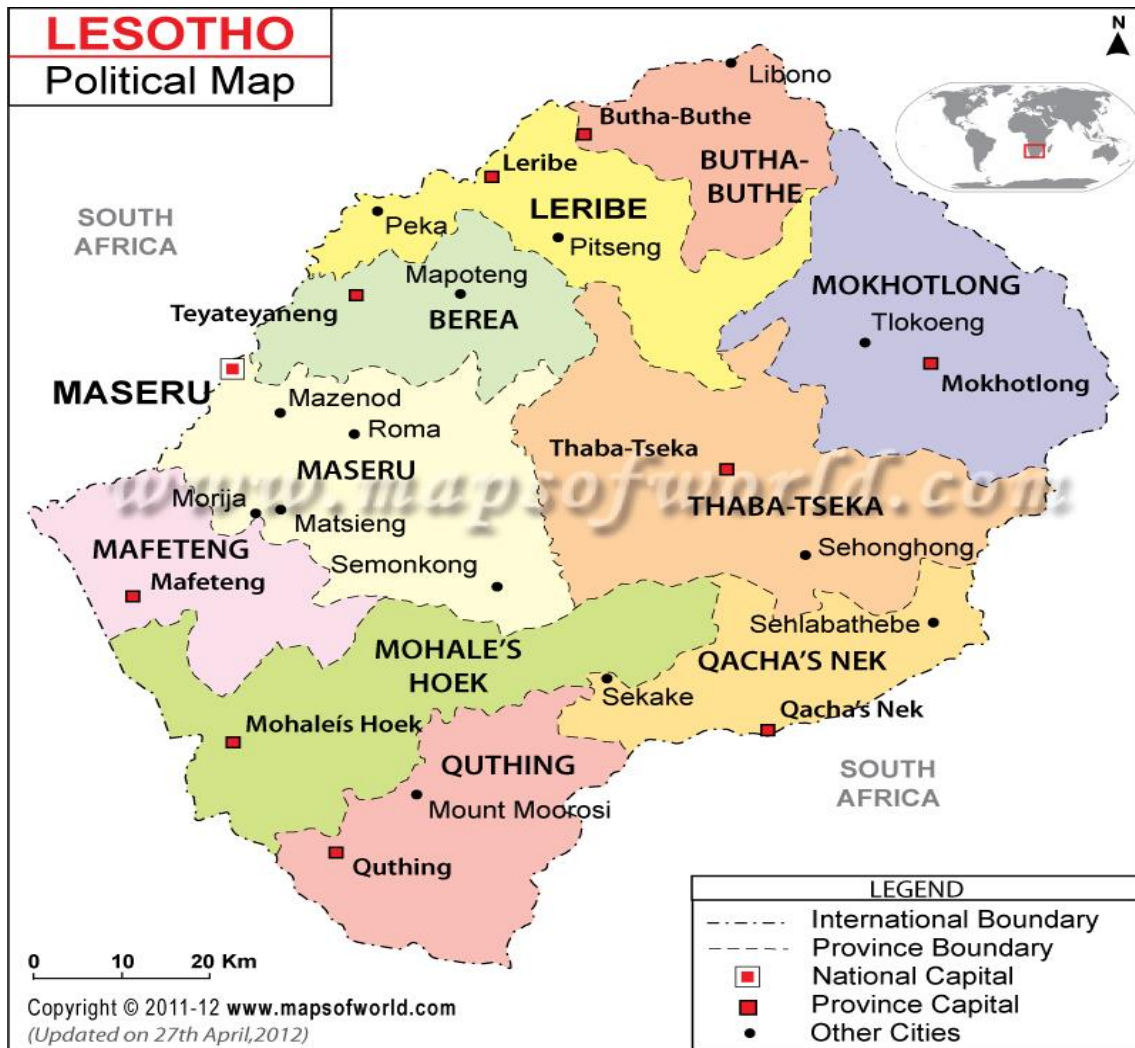 LESOTHO
Political Map
N
Libono
Butha-Buthe
BUTHA-
BUTHE
Leribe
LERIBE
SOUTH
AFRICA
Peka
Pitseng
Mapoteng
BEREA
Teyateyaneng
MOKHOTLONG
Tlokoeng
Mokhotlong
MASERU
Mazenod
Roma
MASERU
Thaba-Tseka
THABA-TSEKA
www.mapsofworld.com
Morija
Matsieng
Semonkong
Sehonghong
MAFETENG
Mafeteng
Sehlabathebe
MOHALE'S
HOEK
QACHA'S NEK
Sekake
Qacha's Nek
Mohaleís Hoek
QUTHING
Mount Moorosi
Quthing
SOUTH
AFRICA
LEGEND
International Boundary
Province Boundary
National Capital
Province Capital
Other Cities
0 10 20 Km
Copyright © 2011-12 www.mapsofworld.com
(Updated on 27th April,2012)